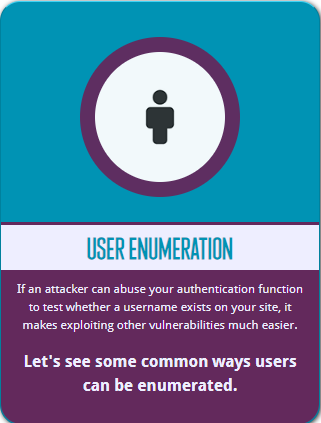 USER ENUMERATION
If an attacker can abuse your authentication function
to test whether a username exists on your site, it
makes exploiting other vulnerabilities much easier.
Let's see some common ways users
can be enumerated.